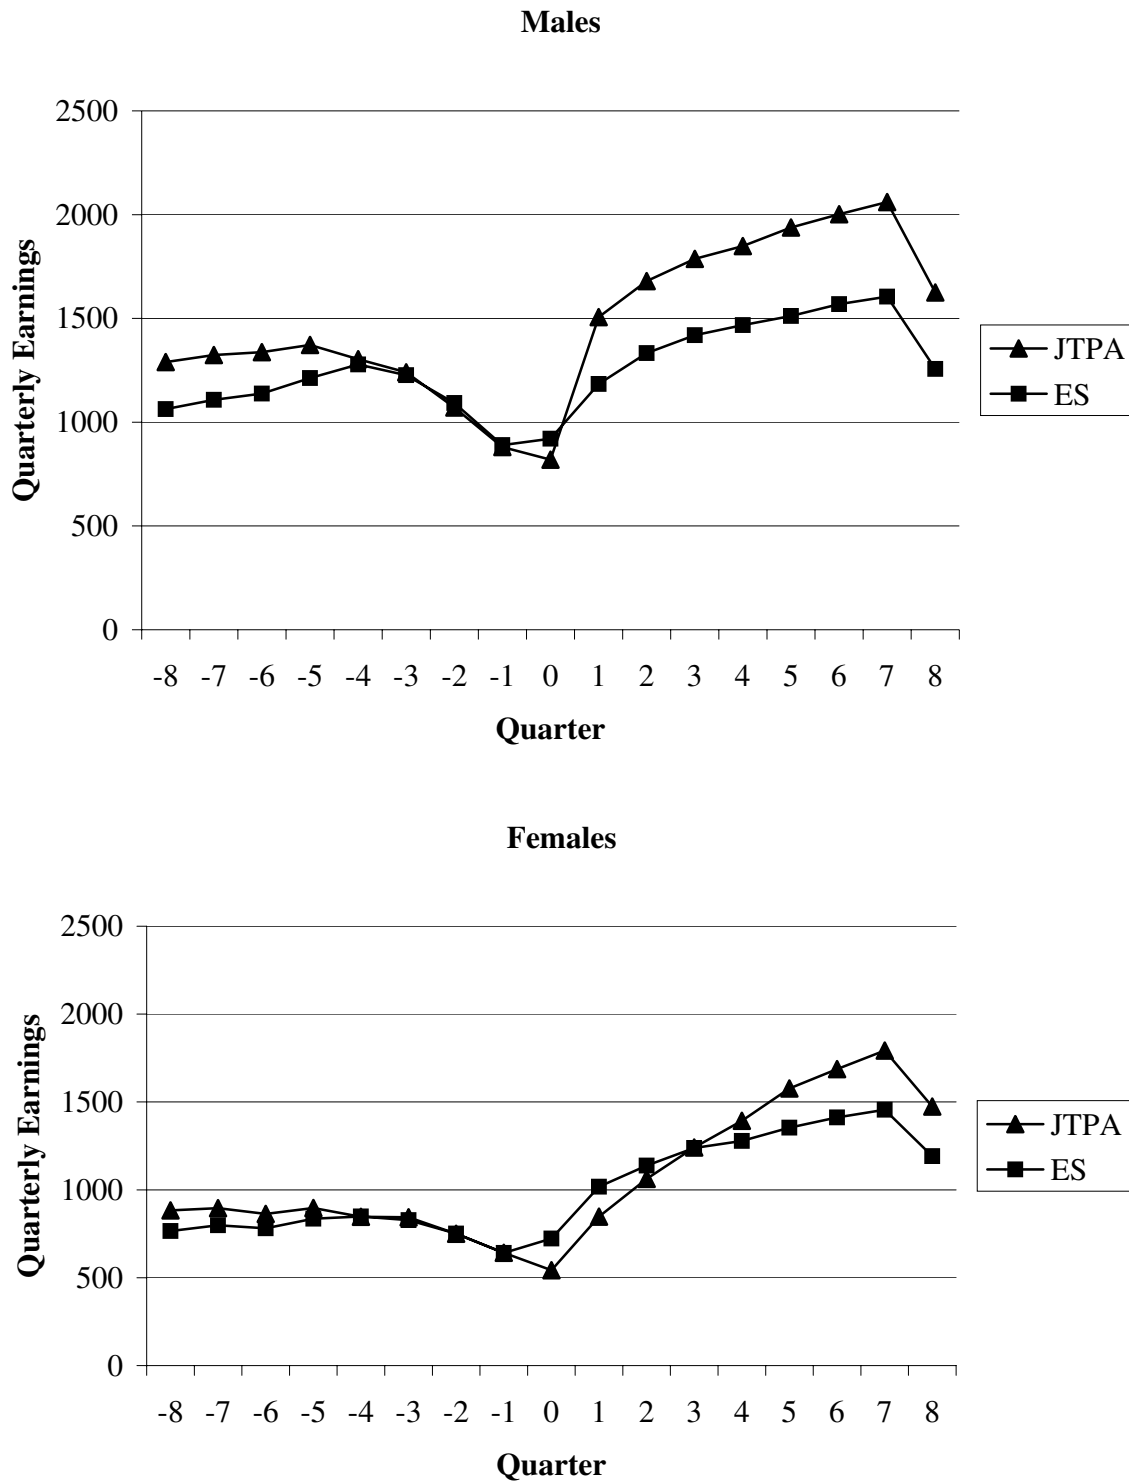 Males
2500
2000
1500
1000
500
0
Quarterly Earnings
-8 -7 -6 -5 -4 -3 -2 -1 0 1 2 3 4 5 6 7 8
Quarter
JTPA
ES
Females
2500
2000
1500
1000
500
0
Quarterly Earnings
-8 -7 -6 -5 -4 -3 -2 -1 0 1 2 3 4 5 6 7 8
Quarter
JTPA
ES